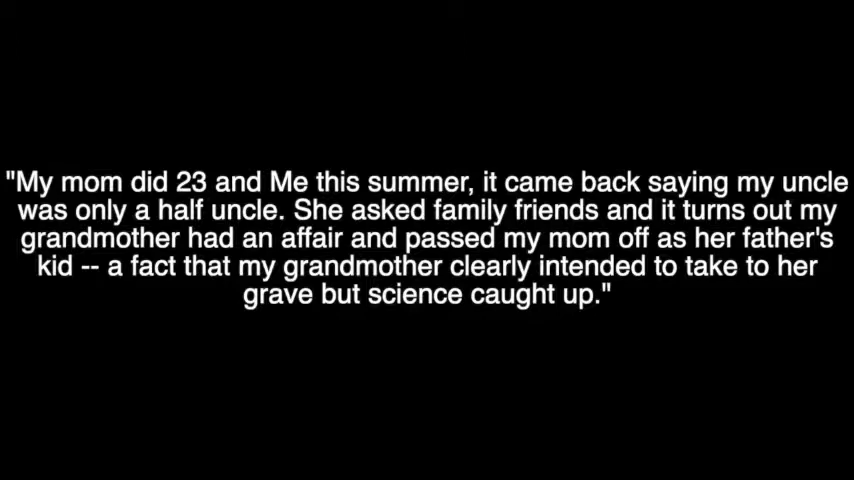 "My mom did 23 and Me this summer, it came back saying my uncle
was only a half uncle. She asked family friends and it turns out my
grandmother had an affair and passed my mom off as her father's
kid -- a fact that my grandmother clearly intended to take to her
grave but science caught up."